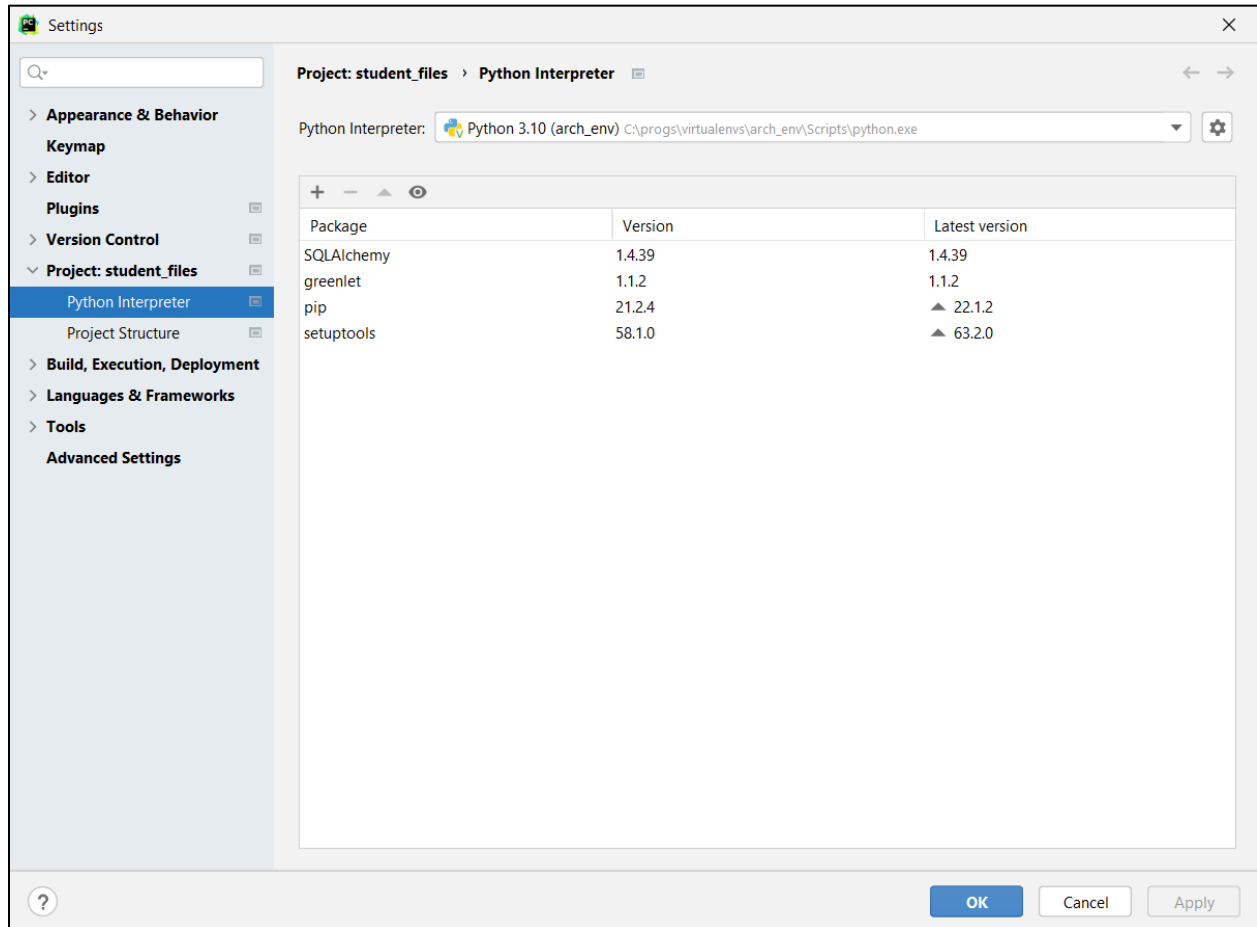 Settings
Project: student_files › Python Interpreter
Appearance & Behavior
Python Interpreter: Python 3.10 (arch_env) C:\progs\virtualenvs\arch_env\Scripts\python.exe
Keymap
Editor
Plugins
Package Version Latest version
Version Control
SQLAlchemy 1.4.39 1.4.39
Project: student_files
greenlet 1.1.2 1.1.2
Python Interpreter
pip 21.2.4 22.1.2
Project Structure
setuptools 58.1.0 63.2.0
Build, Execution, Deployment
Languages & Frameworks
Tools
Advanced Settings
?
OK Cancel Apply